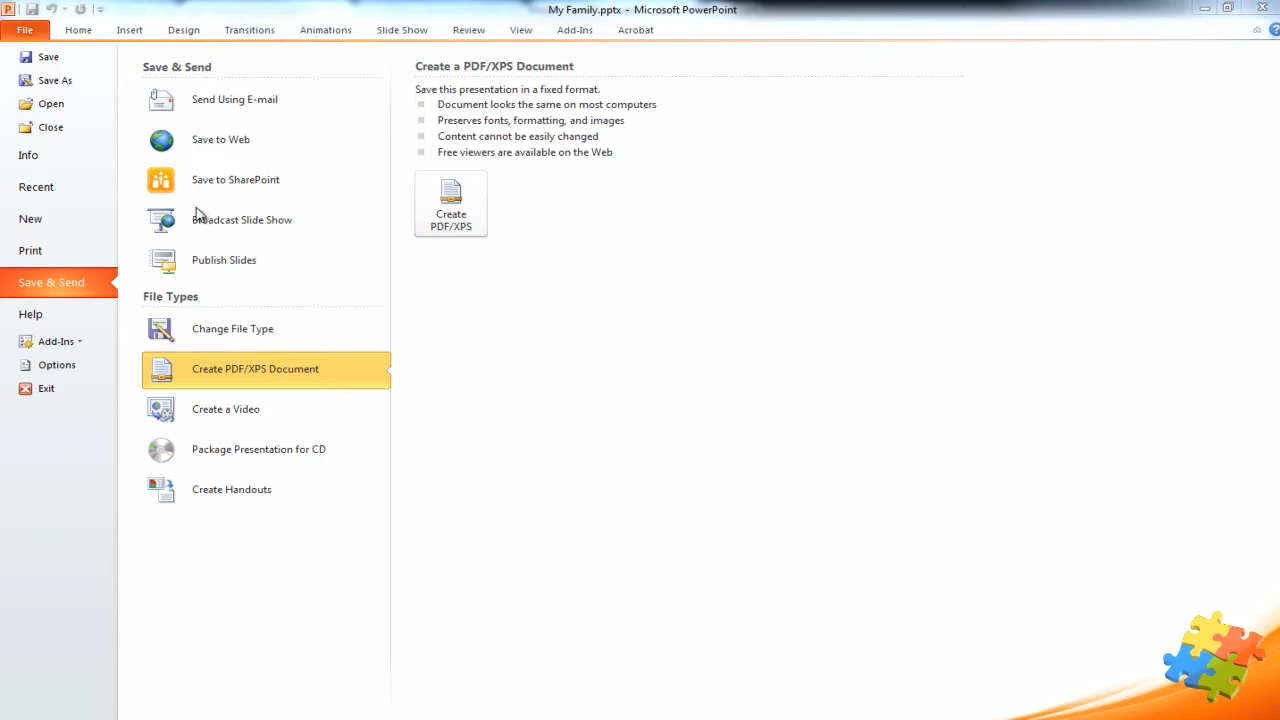 My Family.pptx - Microsoft PowerPoint
File Home Insert Design Transitions Animations Slide Show Review View Add-Ins Acrobat
Save
Save As
Open
Close
Info
Recent
New
Print
Save & Send
Help
Add-Ins
Options
Exit
Save & Send
Send Using E-mail
Save to Web
Save to SharePoint
Broadcast Slide Show
Publish Slides
File Types
Change File Type
Create PDF/XPS Document
Create a Video
Package Presentation for CD
Create Handouts
Create a PDF/XPS Document
Save this presentation in a fixed format.
Document looks the same on most computers
Preserves fonts, formatting, and images
Content cannot be easily changed
Free viewers are available on the Web
Create
PDF/XPS